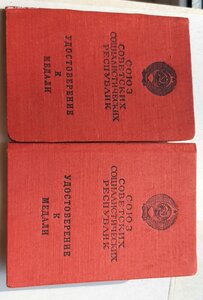 СОЮЗ
СОВЕТСКИХ
СОЦИАЛИСТИЧЕСКИХ
РЕСПУБЛИК
УДОСТОВЕРЕНИЕ
К
МЕДАЛИ
СОЮЗ
СОВЕТСКИХ
СОЦИАЛИСТИЧЕСКИХ
РЕСПУБЛИК
УДОСТОВЕРЕНИЕ
К
МЕДАЛИ